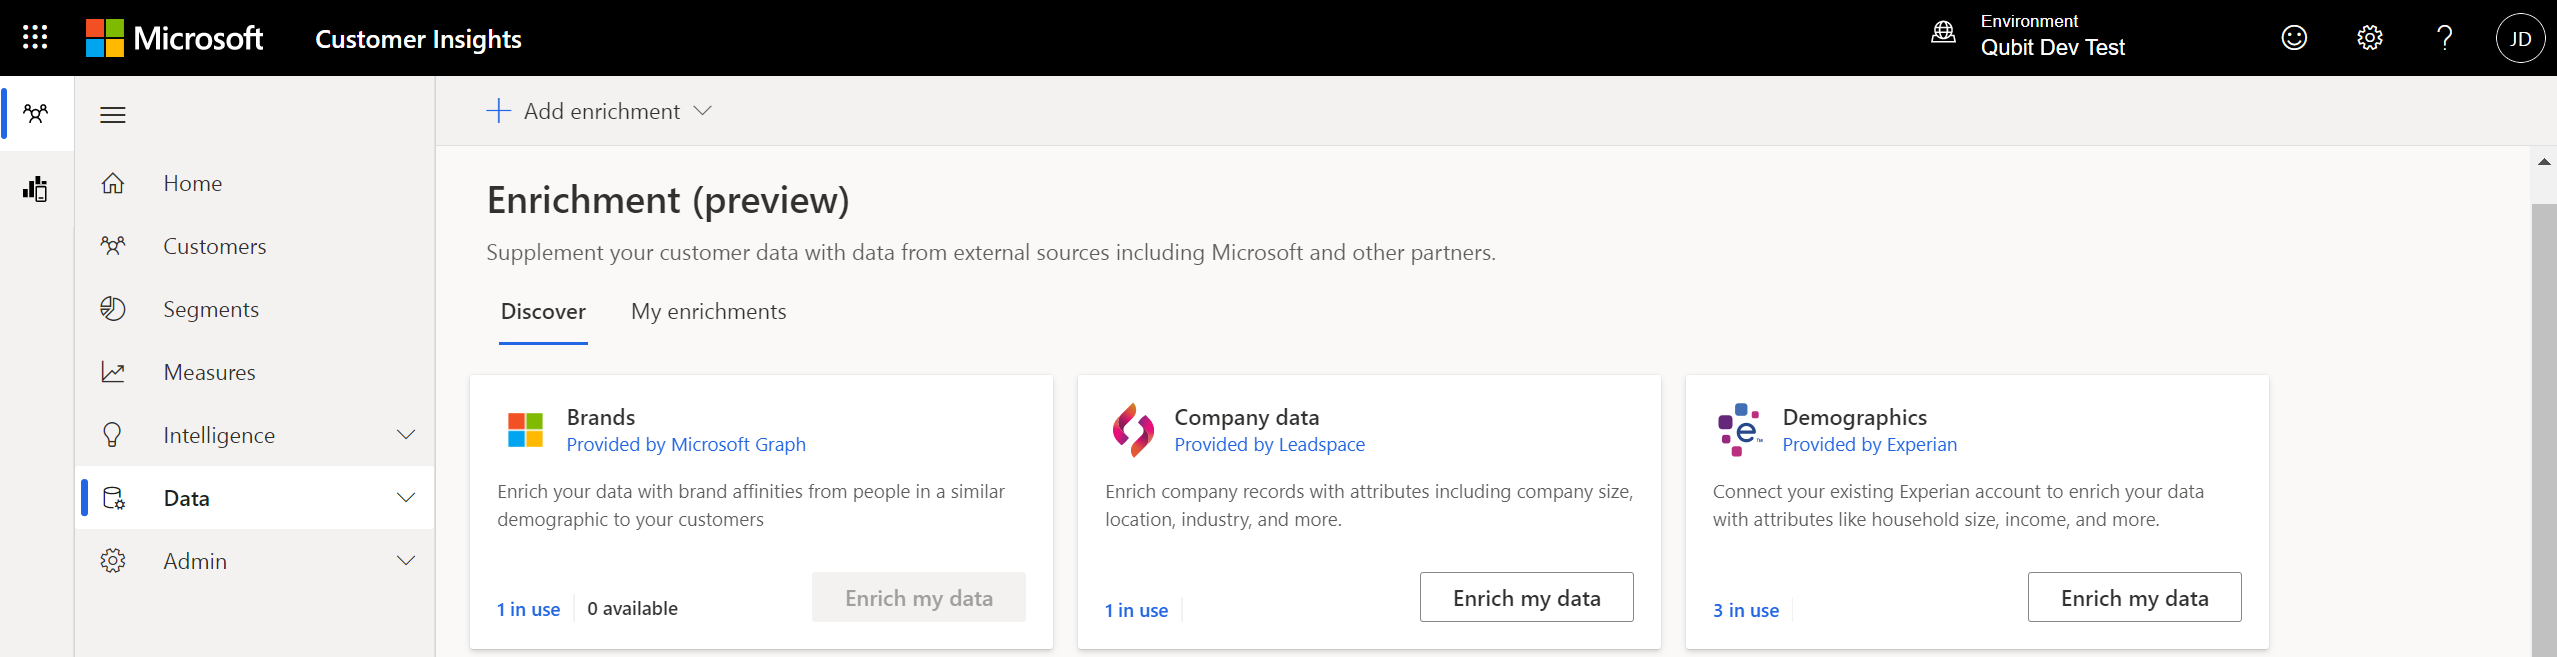 Microsoft
Customer Insights
Environment
Qubit Dev Test
?
JD
Add enrichment
Home
Customers
Segments
Measures
Intelligence
Data
Admin
Enrichment (preview)
Supplement your customer data with data from external sources including Microsoft and other partners.
Discover
My enrichments
Brands
Provided by Microsoft Graph
Enrich your data with brand affinities from people in a similar
demographic to your customers
1 in use
0 available
Enrich my data
Company data
Provided by Leadspace
Enrich company records with attributes including company size,
location, industry, and more.
1 in use
Enrich my data
e™
Demographics
Provided by Experian
Connect your existing Experian account to enrich your data
with attributes like household size, income, and more.
3 in use
Enrich my data